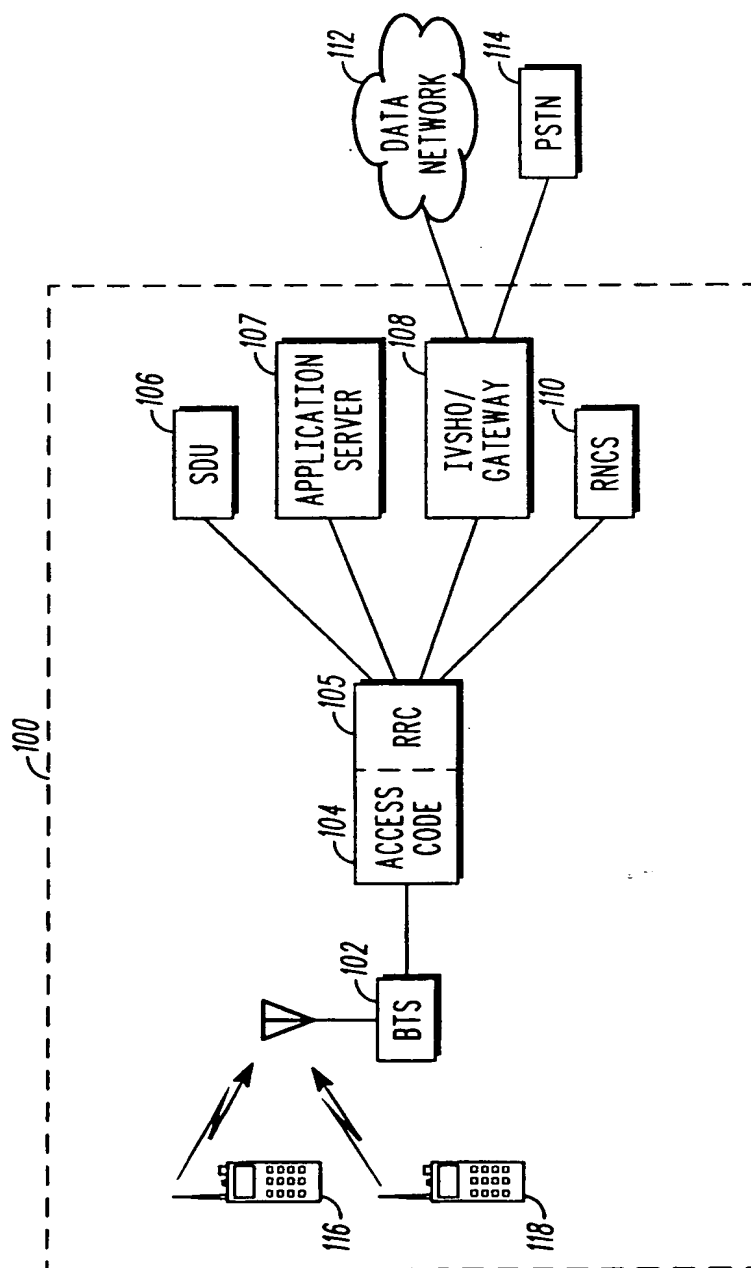 100
116
118
BTS
102
ACCESS
CODE
104
RRC
105
SDU
106
APPLICATION
SERVER
107
IVSHO/
GATEWAY
108
RNCS
110
DATA
NETWORK
112
PSTN
114